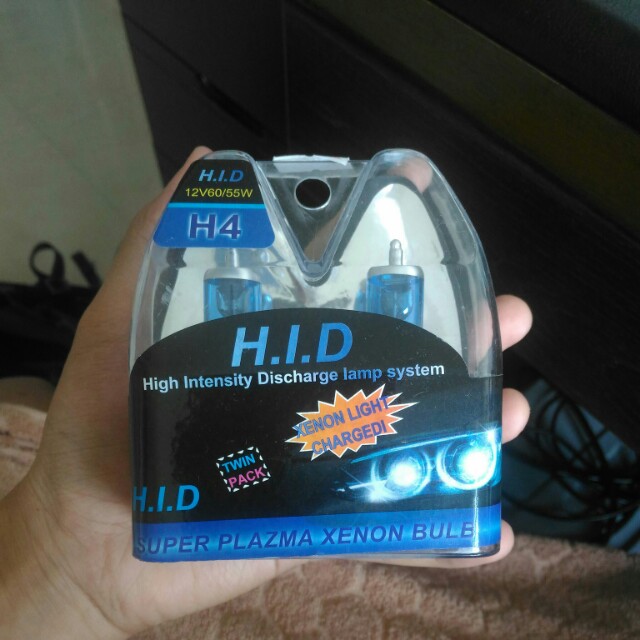 H.I.D
12V60/55W
H4
H.I.D
High Intensity Discharge lamp system
XENON LIGHT
CHARGED!
TWIN
PACK
H.I.D
SUPER PLAZMA XENON BULB